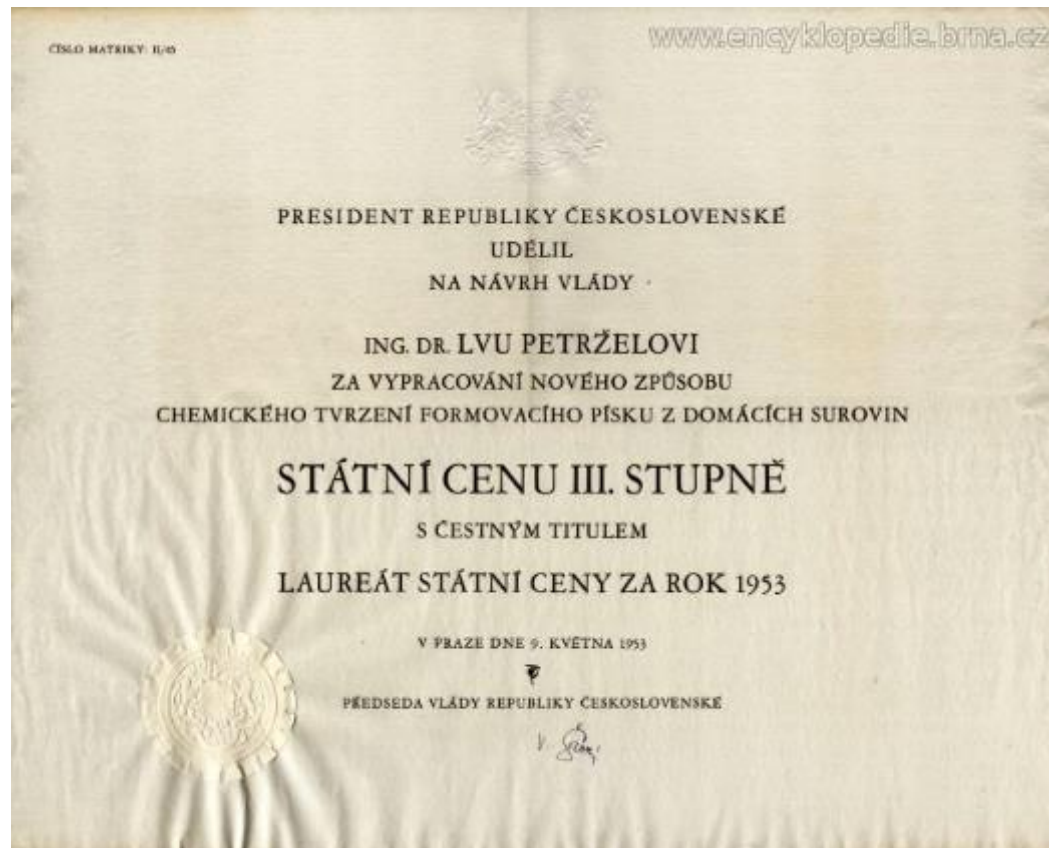 www.encyklopedie.brna.cz
ČÍSLO MATRIKY: II/65
PRESIDENT REPUBLIKY ČESKOSLOVENSKÉ
UDĚLIL
NA NÁVRH VLÁDY
ING. DR. LVU PETRŽELOVI
ZA VYPRACOVÁNÍ NOVÉHO ZPŮSOBU
CHEMICKÉHO TVRZENÍ FORMOVACÍHO PÍSKU Z DOMÁCÍCH SUROVIN
STÁTNÍ CENU III. STUPNĚ
S ČESTNÝM TITULEM
LAUREÁT STÁTNÍ CENY ZA ROK 1953
V PRAZE DNE 9. KVĚTNA 1953
PŘEDSEDA VLÁDY REPUBLIKY ČESKOSLOVENSKÉ